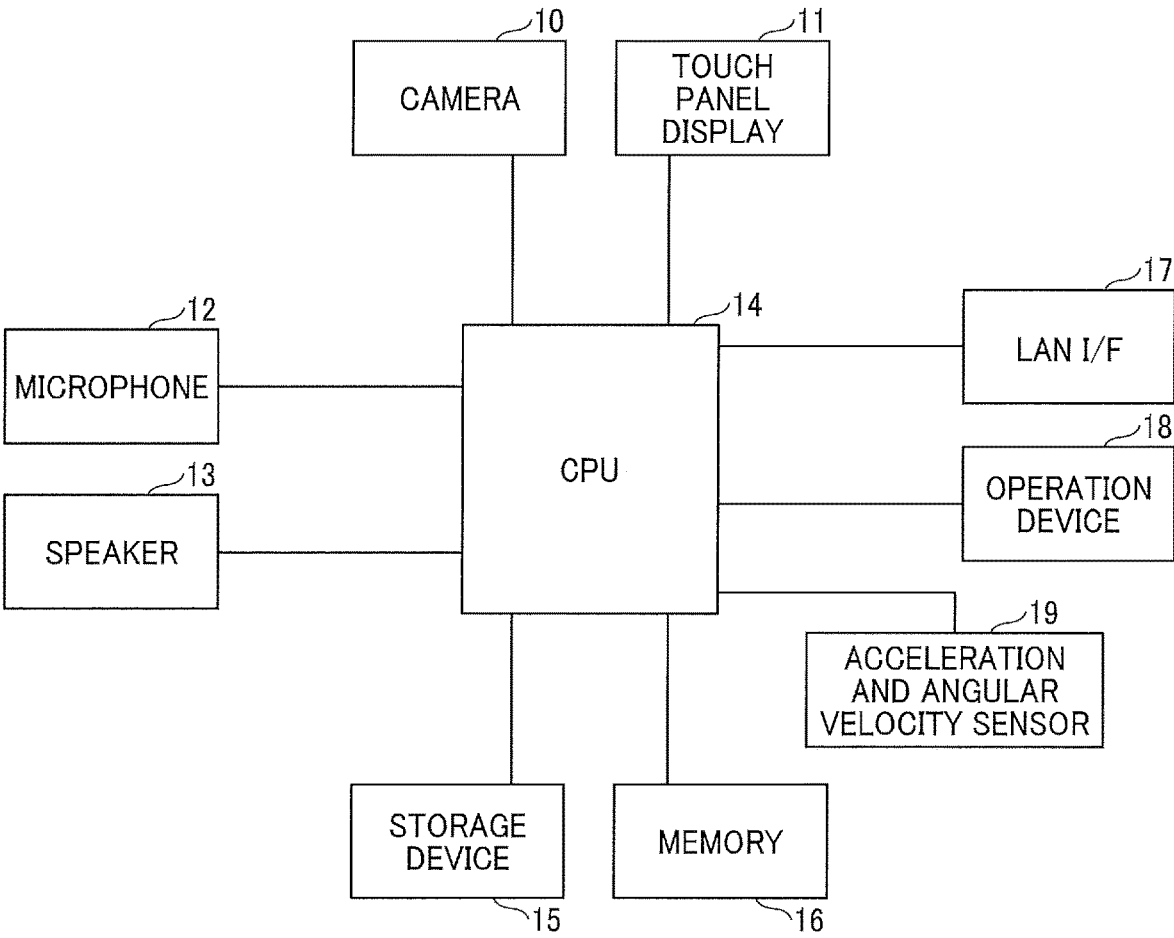 10
CAMERA
11
TOUCH
PANEL
DISPLAY
12
MICROPHONE
13
SPEAKER
14
CPU
17
LAN I/F
18
OPERATION
DEVICE
19
ACCELERATION
AND ANGULAR
VELOCITY SENSOR
STORAGE
DEVICE
15
MEMORY
16